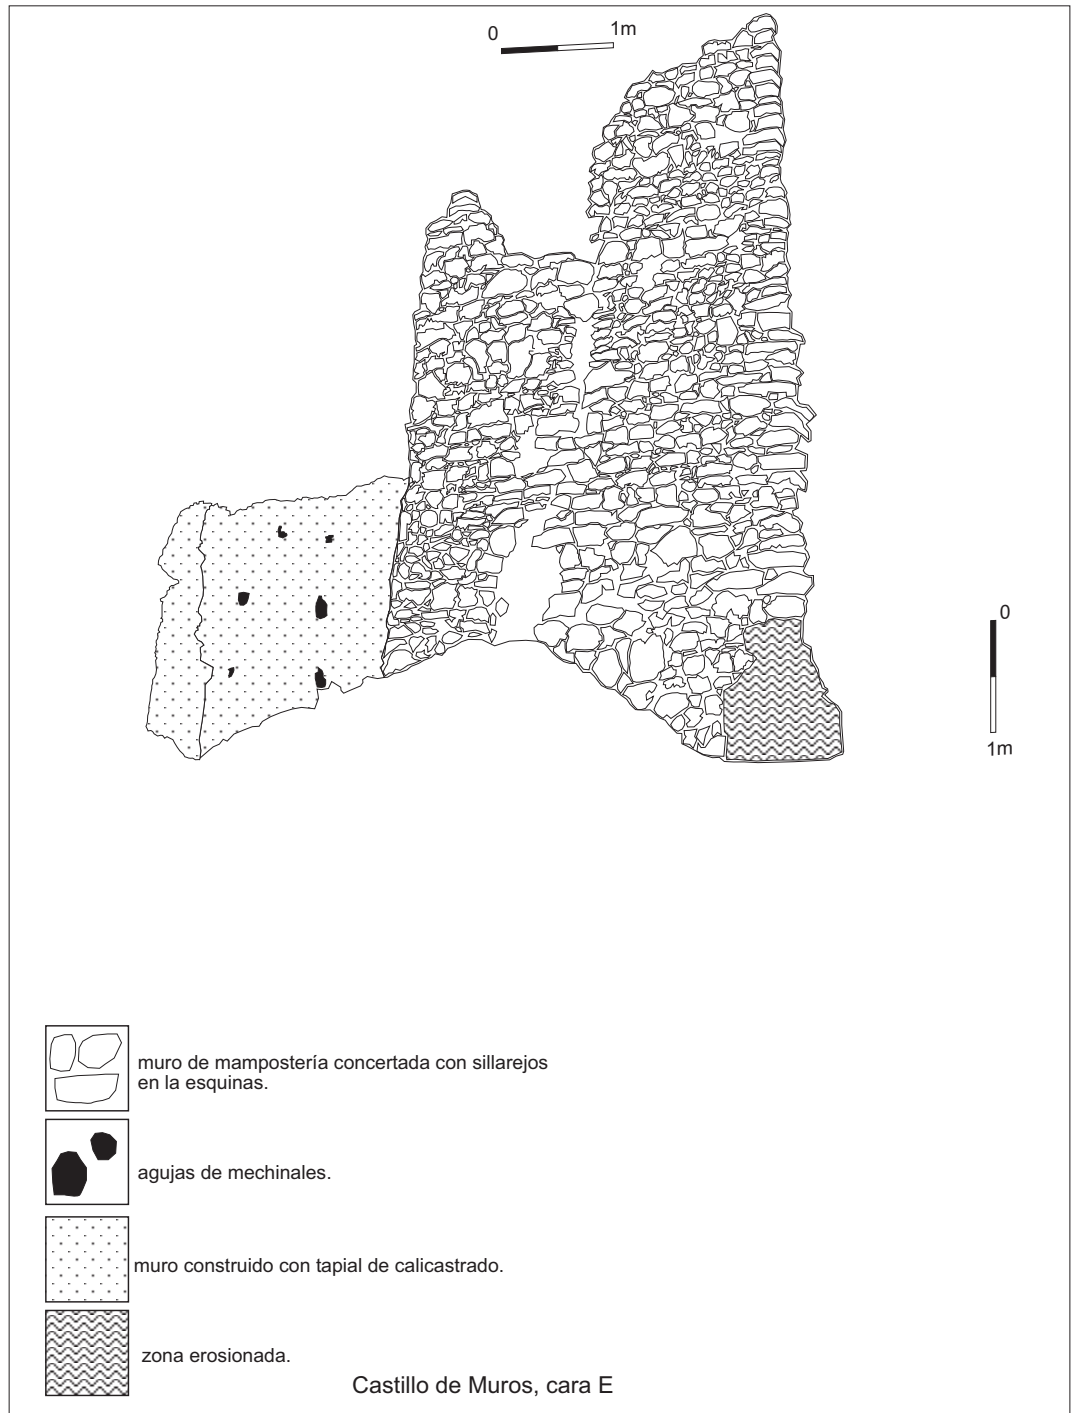 0 1m
0
1m
muro de mampostería concertada con sillarejos
en la esquinas.
agujas de mechinales.
muro construido con tapial de calicastrado.
zona erosionada.
Castillo de Muros, cara E